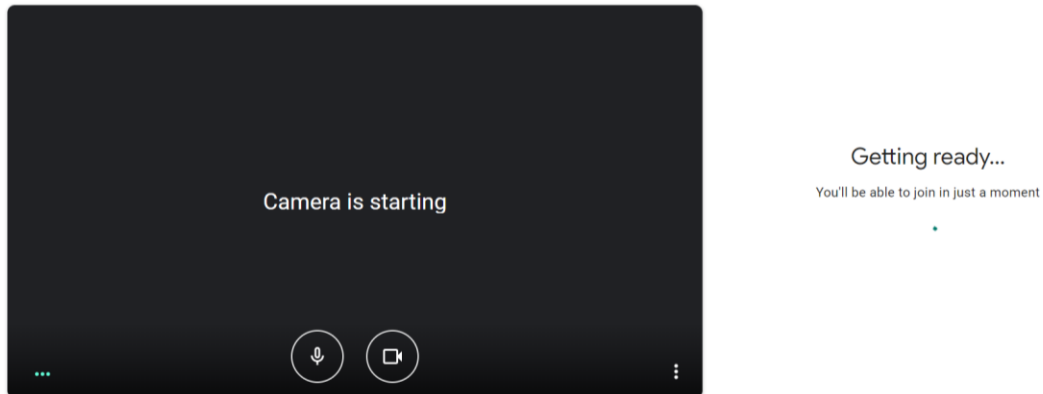 Camera is starting
Getting ready...
You'll be able to join in just a moment